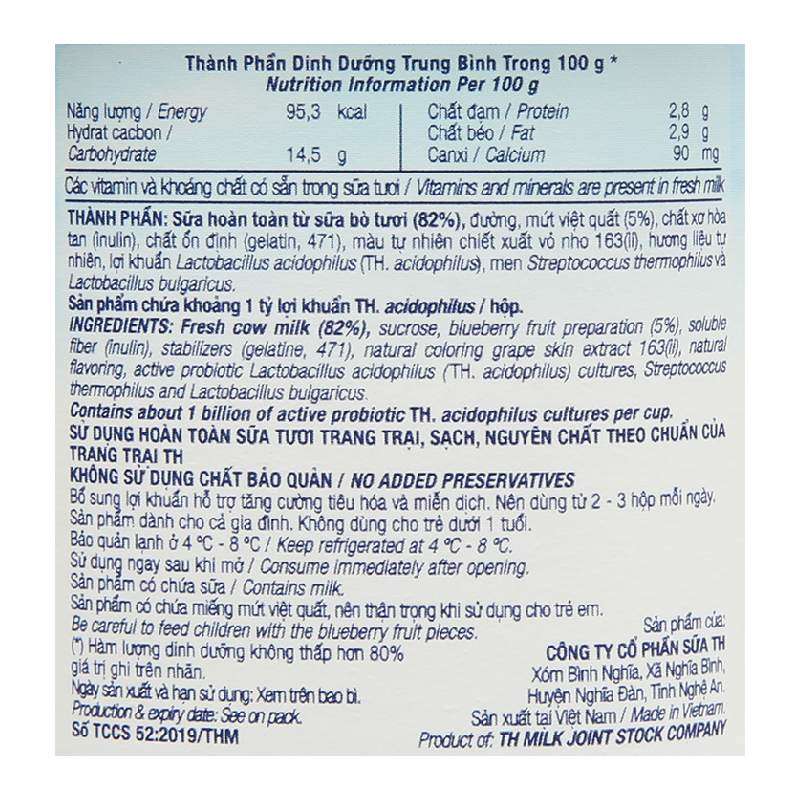 Thành Phần Dinh Dưỡng Trung Bình Trong 100 g *
Nutrition Information Per 100 g
Năng lượng / Energy 95,3 kcal
Hydrat cacbon /
Carbohydrate 14,5 g
Chất đạm / Protein 2,8 g
Chất béo / Fat 2,9 g
Canxi / Calcium 90 mg
Các vitamin và khoáng chất có sẵn trong sữa tươi / Vitamins and minerals are present in fresh milk
THÀNH PHẦN: Sữa hoàn toàn từ sữa bò tươi (82%), đường, mứt việt quất (5%), chất xơ hòa
tan (inulin), chất ổn định (gelatin, 471), màu tự nhiên chiết xuất vỏ nho 163(ii), hương liệu tự
nhiên, lợi khuẩn Lactobacillus acidophilus (TH. acidophilus), men Streptococcus thermophilus và
Lactobacillus bulgaricus.
Sản phẩm chứa khoảng 1 tỷ lợi khuẩn TH. acidophilus / hộp.
INGREDIENTS: Fresh cow milk (82%), sucrose, blueberry fruit preparation (5%), soluble
fiber (inulin), stabilizers (gelatine, 471), natural coloring grape skin extract 163(ii), natural
flavoring, active probiotic Lactobacillus acidophilus (TH. acidophilus) cultures, Streptococcus
thermophilus and Lactobacillus bulgaricus.
Contains about 1 billion of active probiotic TH. acidophilus cultures per cup.
SỬ DỤNG HOÀN TOÀN SỮA TƯƠI TRANG TRẠI, SẠCH, NGUYÊN CHẤT THEO CHUẨN CỦA
TRANG TRẠI TH
KHÔNG SỬ DỤNG CHẤT BẢO QUẢN / NO ADDED PRESERVATIVES
Bổ sung lợi khuẩn hỗ trợ tăng cường tiêu hóa và miễn dịch. Nên dùng từ 2 - 3 hộp mỗi ngày.
Sản phẩm dành cho cả gia đình. Không dùng cho trẻ dưới 1 tuổi.
Bảo quản lạnh ở 4 °C - 8 °C / Keep refrigerated at 4 °C - 8 °C.
Sử dụng ngay sau khi mở / Consume immediately after opening.
Sản phẩm có chứa sữa / Contains milk.
Sản phẩm có chứa miếng mứt việt quất, nên thận trọng khi sử dụng cho trẻ em.
Be careful to feed children with the blueberry fruit pieces.
(*) Hàm lượng dinh dưỡng không thấp hơn 80%
giá trị ghi trên nhãn.
Ngày sản xuất và hạn sử dụng: Xem trên bao bì.
Production & expiry date: See on pack.
Số TCCS 52:2019/THM
Sản phẩm của:
CÔNG TY CỔ PHẦN SỮA TH
Xóm Bình Nghĩa, Xã Nghĩa Bình,
Huyện Nghĩa Đàn, Tỉnh Nghệ An.
Sản xuất tại Việt Nam / Made in Vietnam.
Product of: TH MILK JOINT STOCK COMPANY